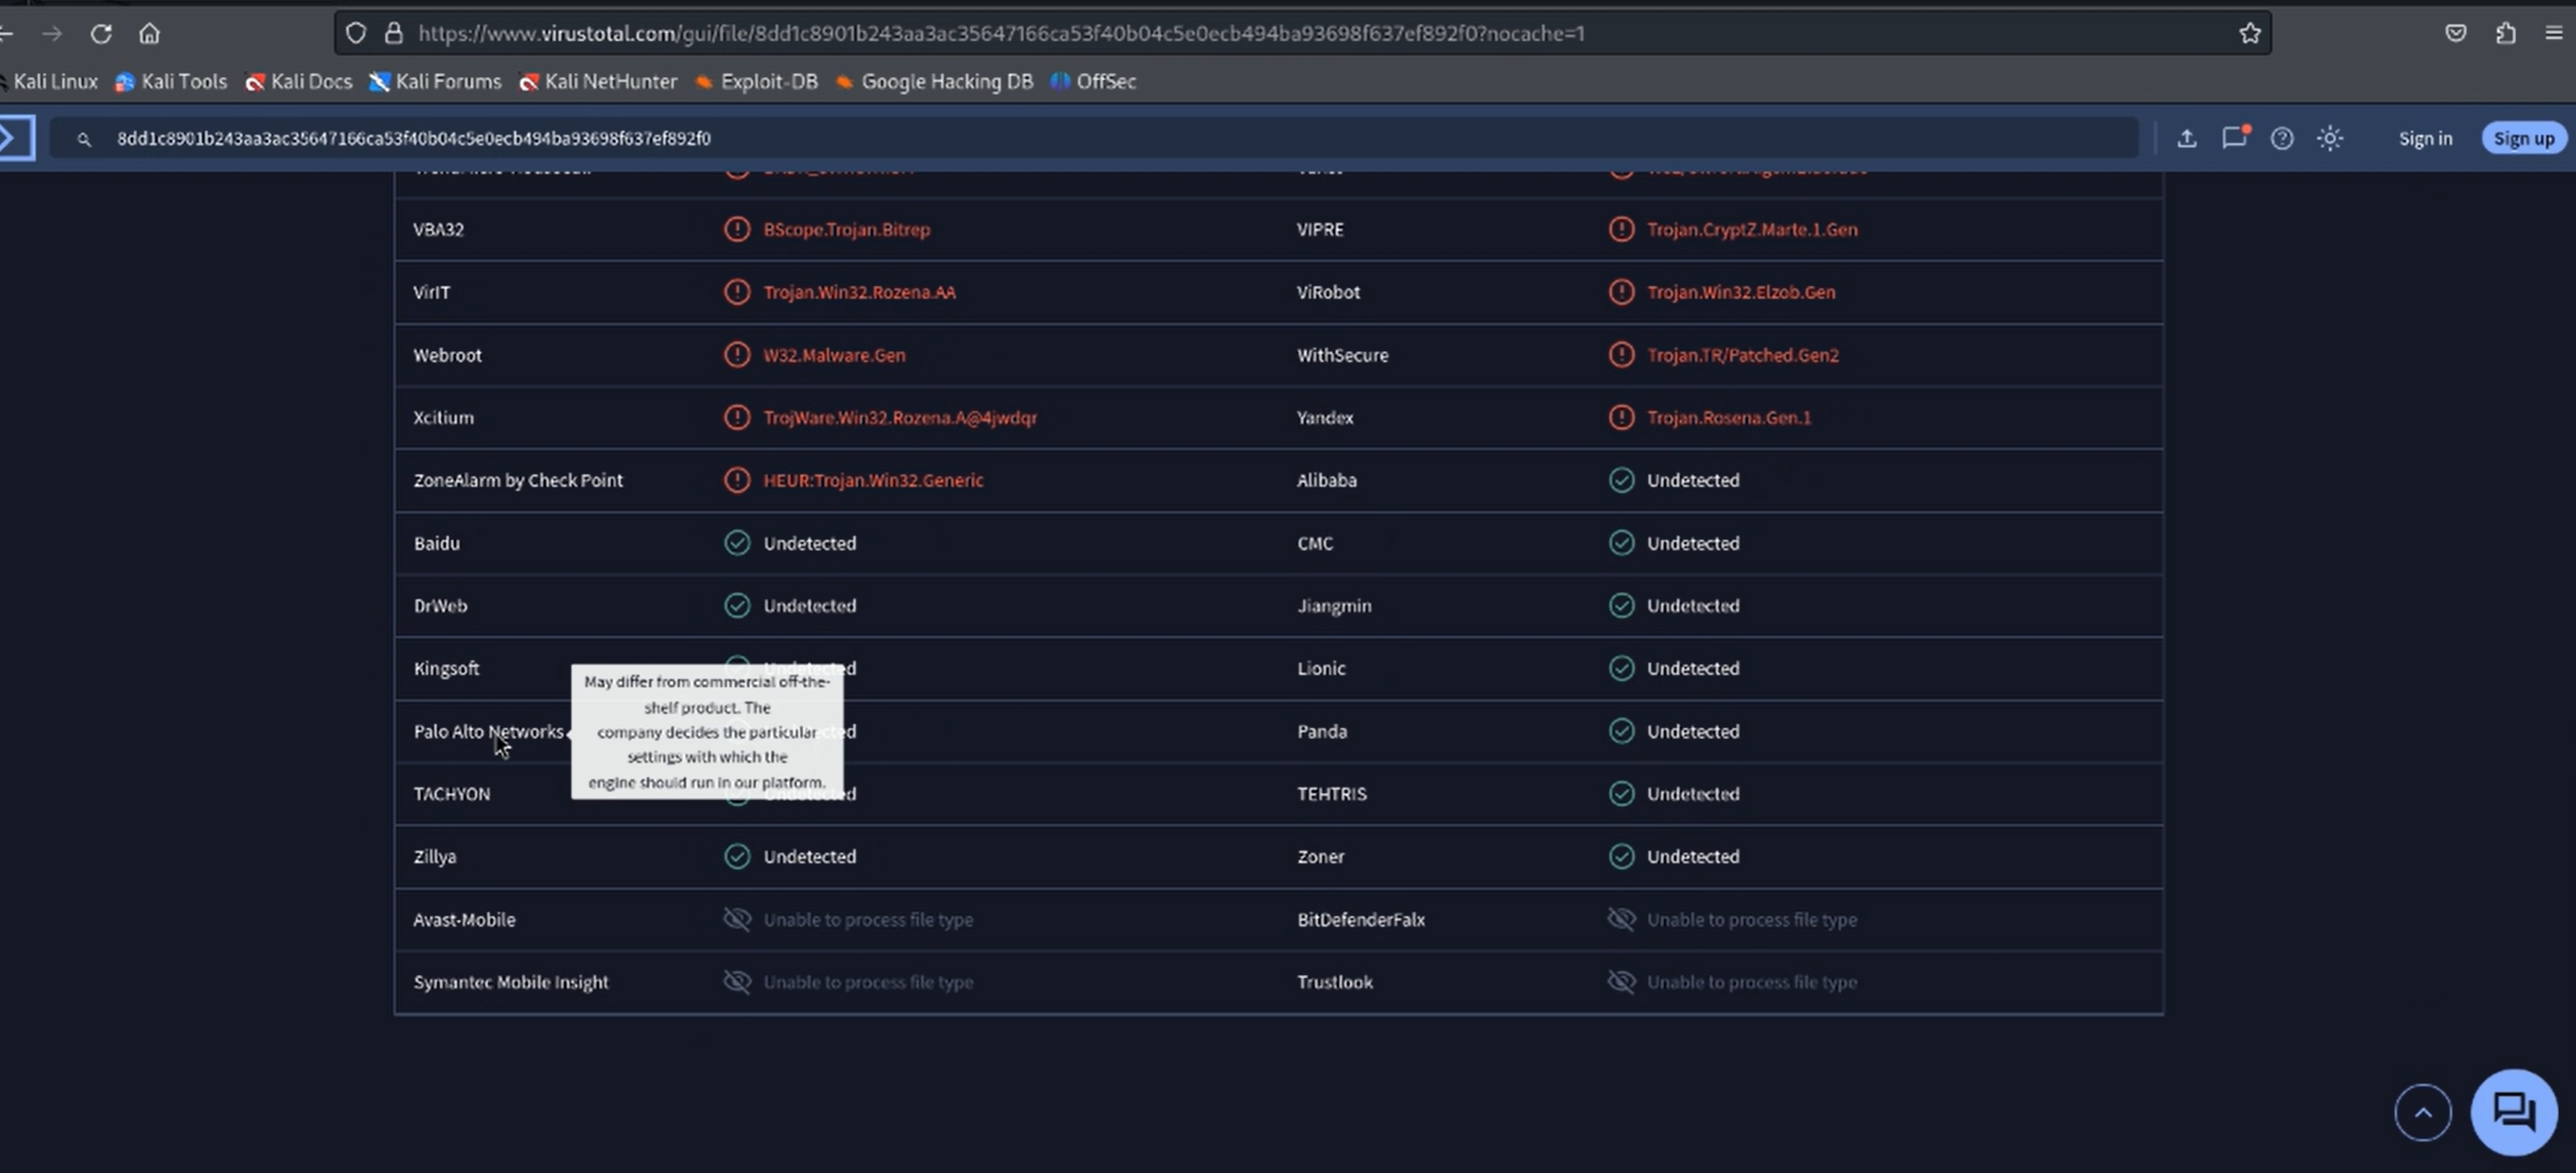 https://www.virustotal.com/gui/file/8dd1c8901b243aa3ac35647166ca53f40b04c5e0ecb494ba93698f637ef892f0?nocache=1
Kali Linux Kali Tools Kali Docs Kali Forums Kali NetHunter Exploit-DB Google Hacking DB OffSec
8dd1c8901b243aa3ac35647166ca53f40b04c5e0ecb494ba93698f637ef892f0 Sign in Sign up
VBA32 BScope.Trojan.Bitrep VIPRE Trojan.CryptZ.Marte.1.Gen
VirIT Trojan.Win32.Rozena.AA ViRobot Trojan.Win32.Elzob.Gen
Webroot W32.Malware.Gen WithSecure Trojan.TR/Patched.Gen2
Xcitium TrojWare.Win32.Rozena.A@4jwdqr Yandex Trojan.Rosena.Gen.1
ZoneAlarm by Check Point HEUR:Trojan.Win32.Generic Alibaba Undetected
Baidu Undetected CMC Undetected
DrWeb Undetected Jiangmin Undetected
Kingsoft Undetected Lionic Undetected
Palo Alto Networks Panda Undetected
May differ from commercial off-the-
shelf product. The
company decides the particular
settings with which the
engine should run in our platform.
TACHYON Undetected TEHTRIS Undetected
Zillya Undetected Zoner Undetected
Avast-Mobile Unable to process file type BitDefenderFalx Unable to process file type
Symantec Mobile Insight Unable to process file type Trustlook Unable to process file type